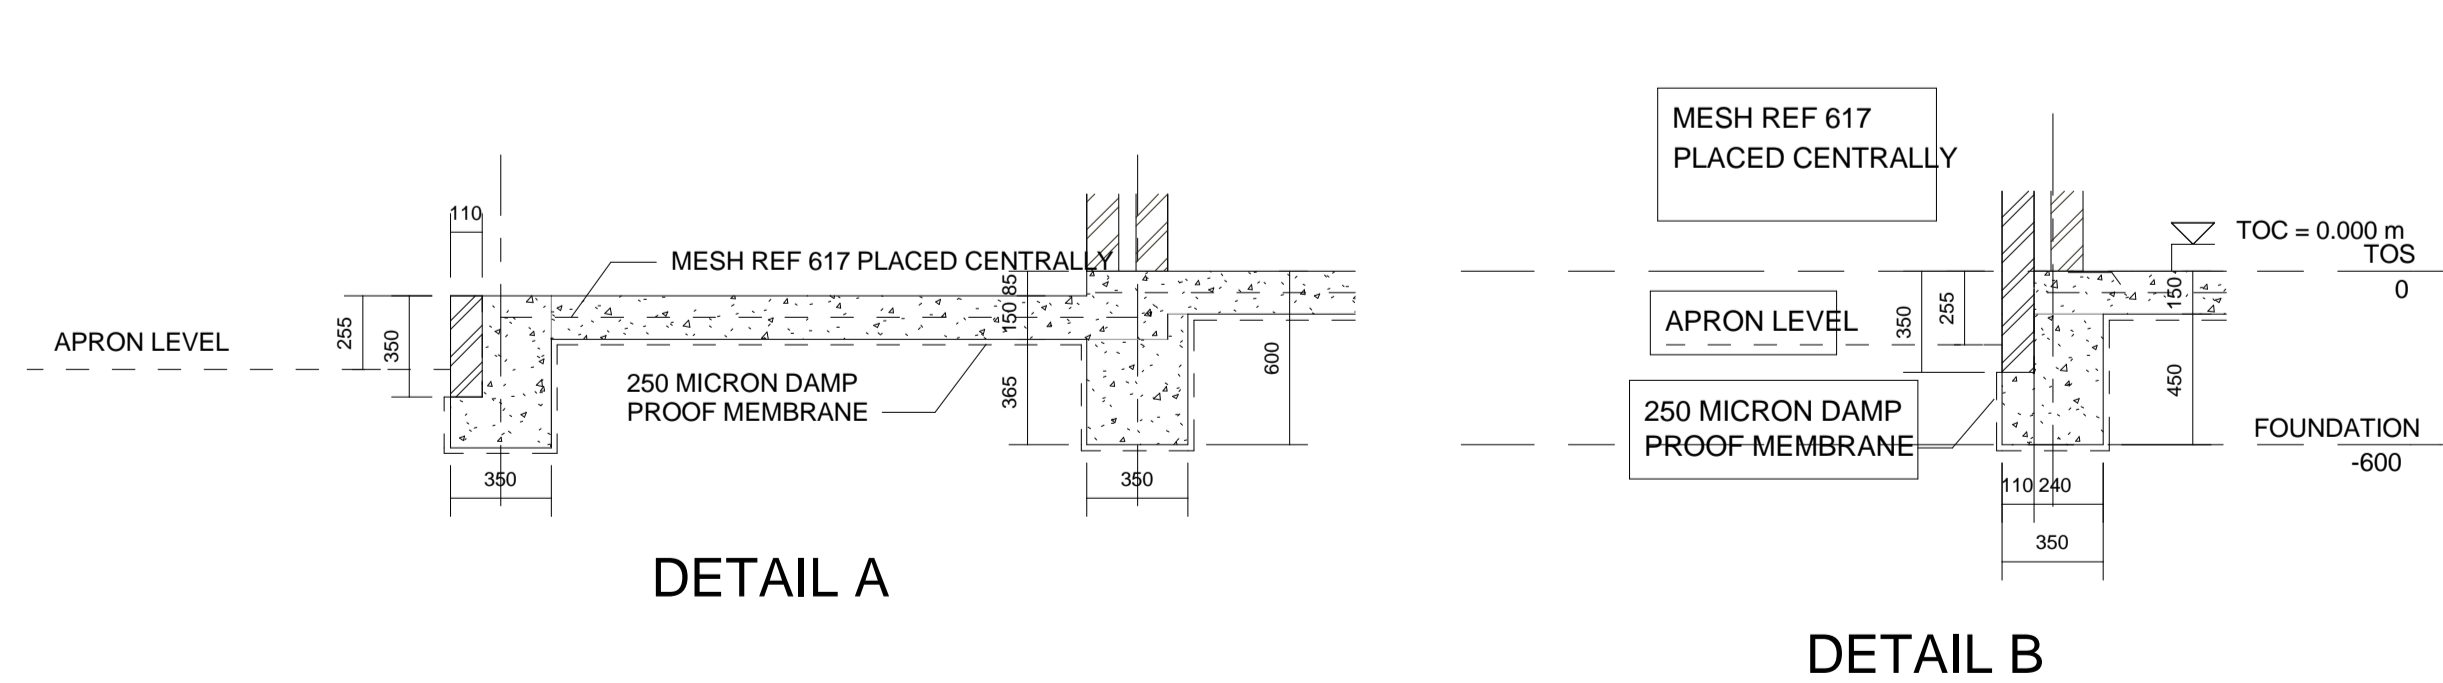 110
MESH REF 617 PLACED CENTRALLY
APRON LEVEL
255
350
85
150
365
600
250 MICRON DAMP
PROOF MEMBRANE
350
350
DETAIL A
MESH REF 617
PLACED CENTRALLY
TOC = 0.000 m
TOS
0
APRON LEVEL
350
255
150
450
250 MICRON DAMP
PROOF MEMBRANE
FOUNDATION
-600
110 240
350
DETAIL B